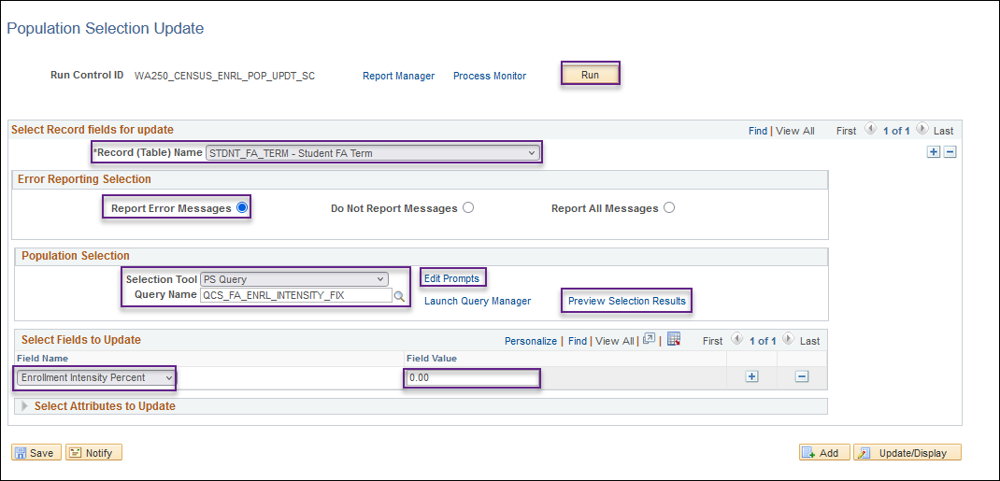 Population Selection Update
Run Control ID WA250_CENSUS_ENRL_POP_UPDT_SC Report Manager Process Monitor Run
Select Record fields for update Find | View All First 1 of 1 Last
*Record (Table) Name STDNT_FA_TERM - Student FA Term
Error Reporting Selection
Report Error Messages Do Not Report Messages Report All Messages
Population Selection
Selection Tool PS Query Edit Prompts
Query Name QCS_FA_ENRL_INTENSITY_FIX Launch Query Manager Preview Selection Results
Select Fields to Update Personalize | Find | View All | | First 1 of 1 Last
Field Name Field Value
Enrollment Intensity Percent 0.00
Select Attributes to Update
Save Notify Add Update/Display